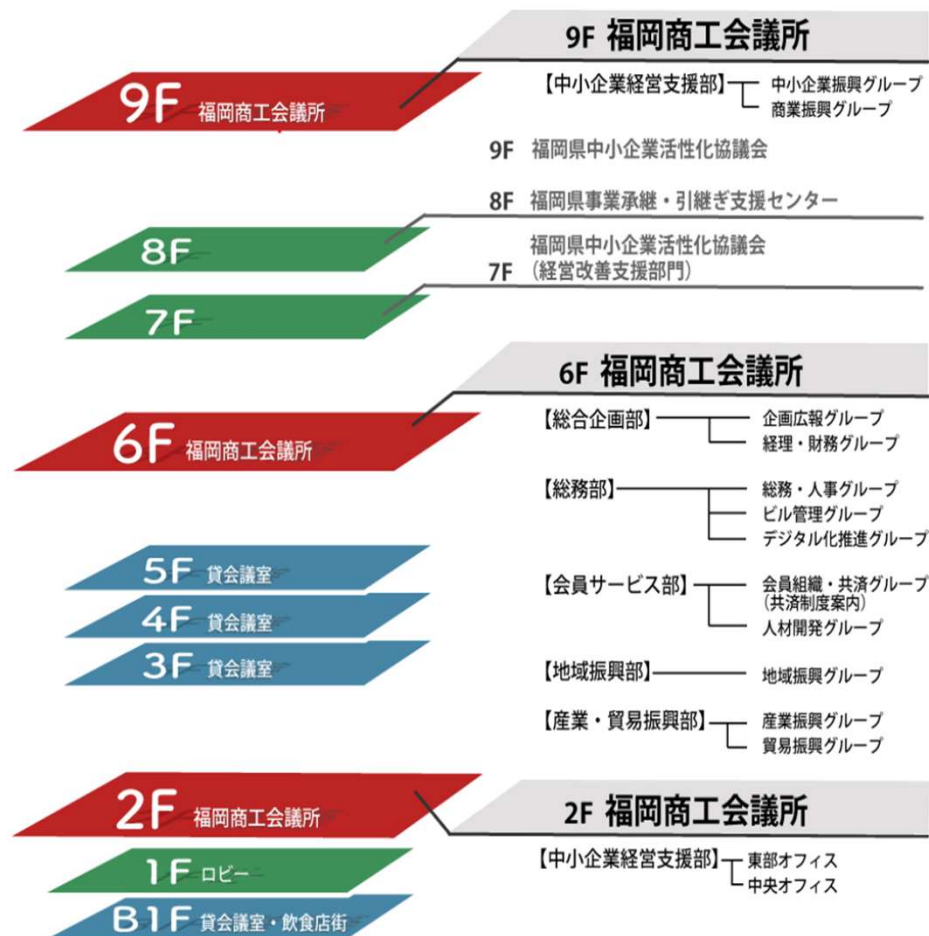 9F 福岡商工会議所
9F 福岡商工会議所
【中小企業経営支援部】 中小企業振興グループ
商業振興グループ
9F 福岡県中小企業活性化協議会
8F 福岡県事業承継・引継ぎ支援センター
8F
福岡県中小企業活性化協議会
7F （経営改善支援部門）
7F
6F 福岡商工会議所
6F 福岡商工会議所
【総合企画部】 企画広報グループ
経理・財務グループ
【総務部】 総務・人事グループ
ビル管理グループ
デジタル化推進グループ
5F 貸会議室
【会員サービス部】 会員組織・共済グループ
（共済制度案内）
4F 貸会議室
人材開発グループ
3F 貸会議室
【地域振興部】 地域振興グループ
【産業・貿易振興部】 産業振興グループ
貿易振興グループ
2F 福岡商工会議所
2F 福岡商工会議所
【中小企業経営支援部】 東部オフィス
中央オフィス
1F ロビー
B1F 貸会議室・飲食店街